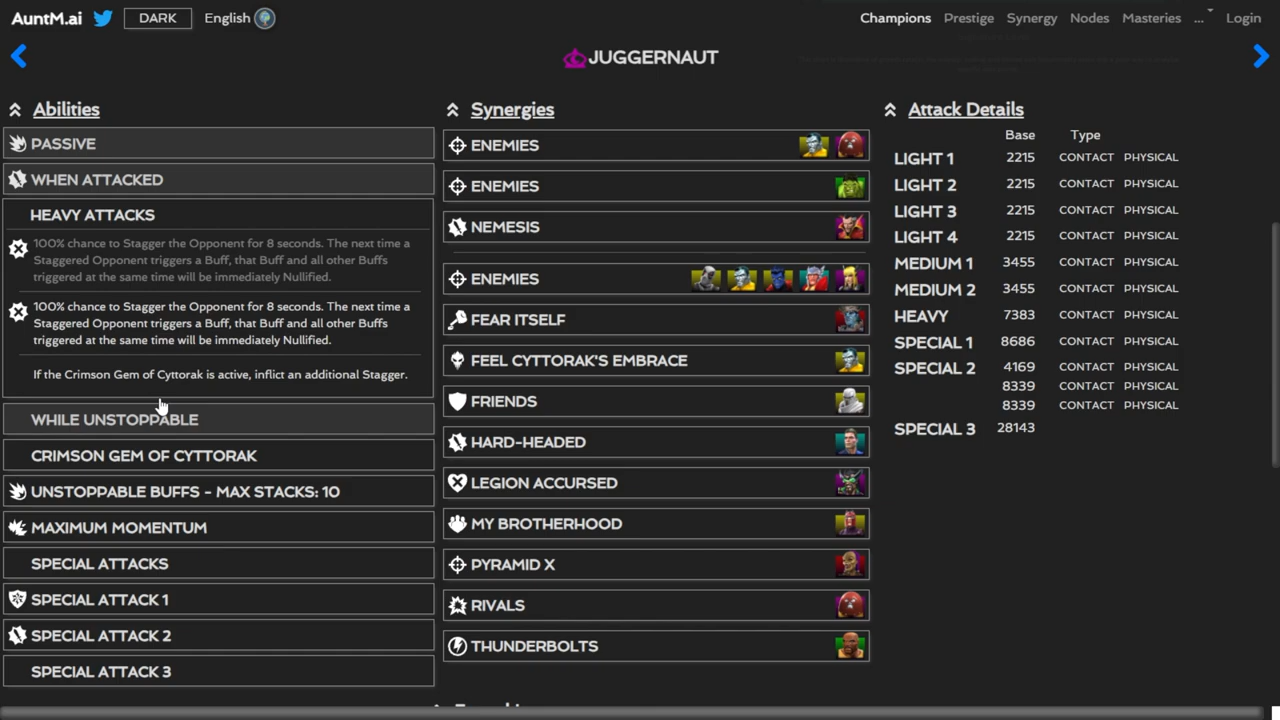 AuntM.ai DARK English Champions Prestige Synergy Nodes Masteries ... Login
JUGGERNAUT
Abilities
PASSIVE
WHEN ATTACKED
HEAVY ATTACKS
100% chance to Stagger the Opponent for 8 seconds. The next time a
Staggered Opponent triggers a Buff, that Buff and all other Buffs
triggered at the same time will be immediately Nullified.
100% chance to Stagger the Opponent for 8 seconds. The next time a
Staggered Opponent triggers a Buff, that Buff and all other Buffs
triggered at the same time will be immediately Nullified.
If the Crimson Gem of Cyttorak is active, inflict an additional Stagger.
WHILE UNSTOPPABLE
CRIMSON GEM OF CYTTORAK
UNSTOPPABLE BUFFS - MAX STACKS: 10
MAXIMUM MOMENTUM
SPECIAL ATTACKS
SPECIAL ATTACK 1
SPECIAL ATTACK 2
SPECIAL ATTACK 3
Synergies
ENEMIES
ENEMIES
NEMESIS
ENEMIES
FEAR ITSELF
FEEL CYTTORAK'S EMBRACE
FRIENDS
HARD-HEADED
LEGION ACCURSED
MY BROTHERHOOD
PYRAMID X
RIVALS
THUNDERBOLTS
Attack Details
Base Type
LIGHT 1 2215 CONTACT PHYSICAL
LIGHT 2 2215 CONTACT PHYSICAL
LIGHT 3 2215 CONTACT PHYSICAL
LIGHT 4 2215 CONTACT PHYSICAL
MEDIUM 1 3455 CONTACT PHYSICAL
MEDIUM 2 3455 CONTACT PHYSICAL
HEAVY 7383 CONTACT PHYSICAL
SPECIAL 1 8686 CONTACT PHYSICAL
SPECIAL 2 4169 CONTACT PHYSICAL
8339 CONTACT PHYSICAL
8339 CONTACT PHYSICAL
SPECIAL 3 28143